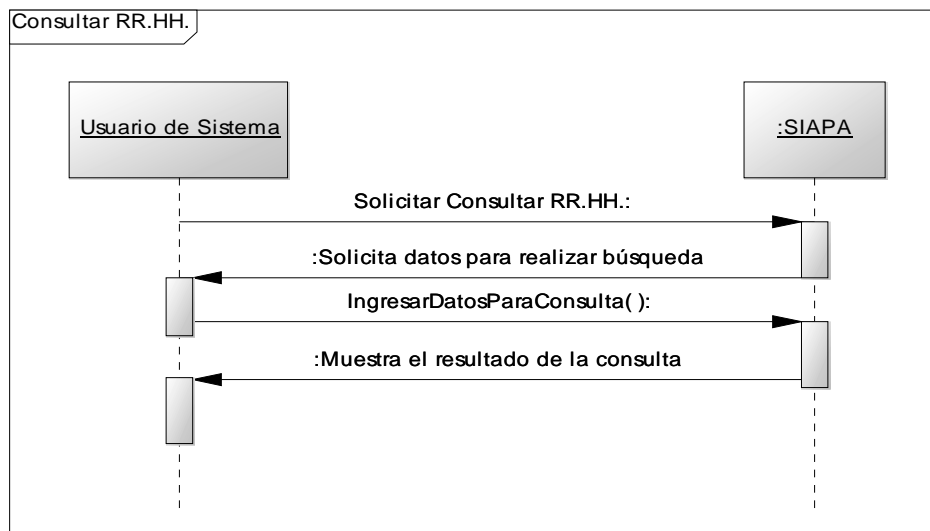 Consultar RR.HH.
Usuario de Sistema
:SIAPA
Solicitar Consultar RR.HH.:
:Solicita datos para realizar búsqueda
IngresarDatosParaConsulta( ):
:Muestra el resultado de la consulta